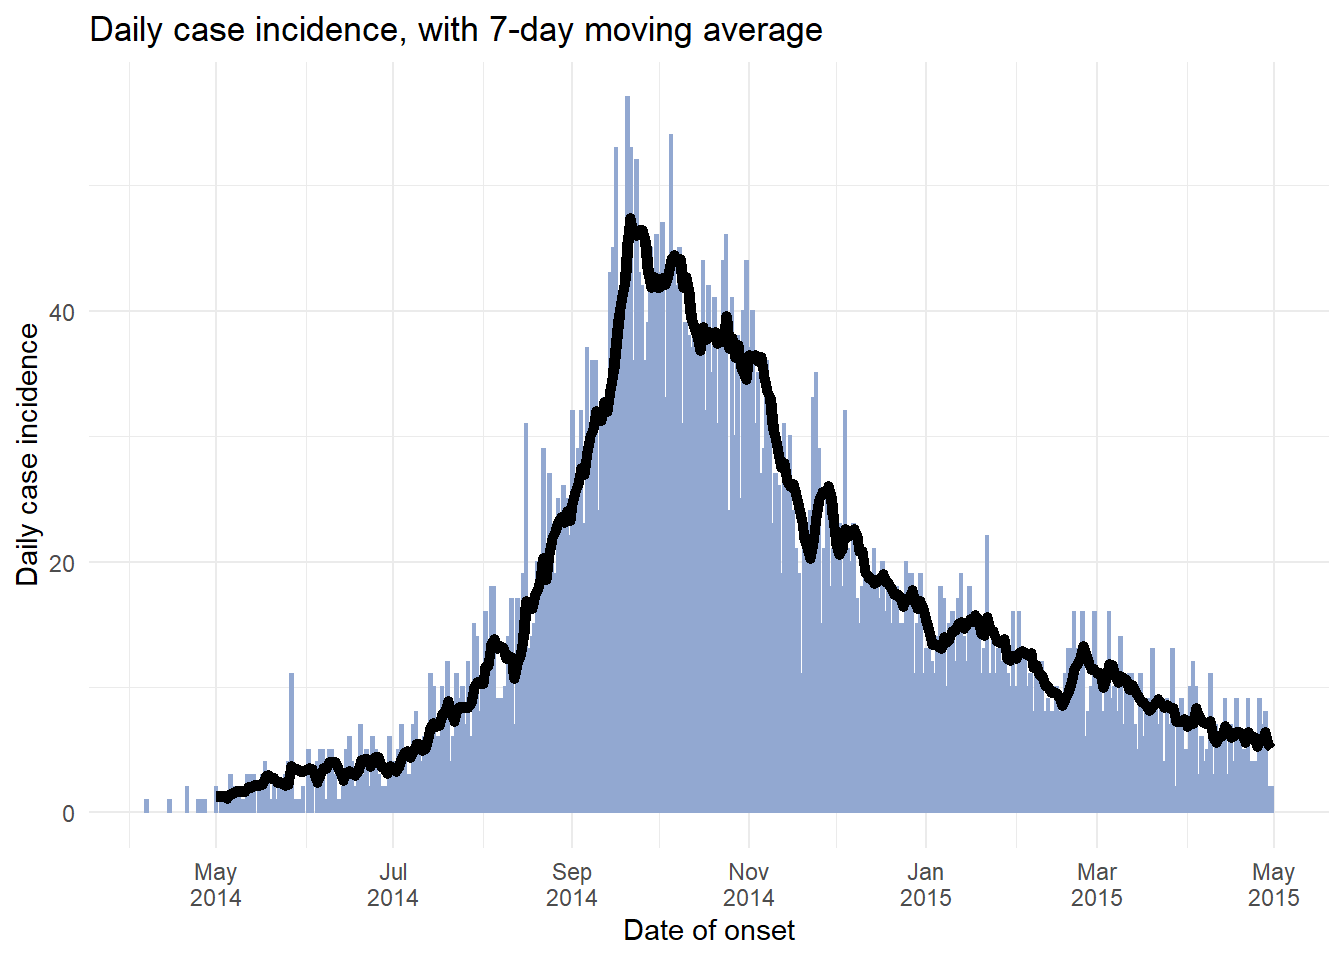 Daily case incidence, with 7-day moving average
Daily case incidence
40
20
0
May
2014
Jul
2014
Sep
2014
Nov
2014
Jan
2015
Mar
2015
May
2015
Date of onset